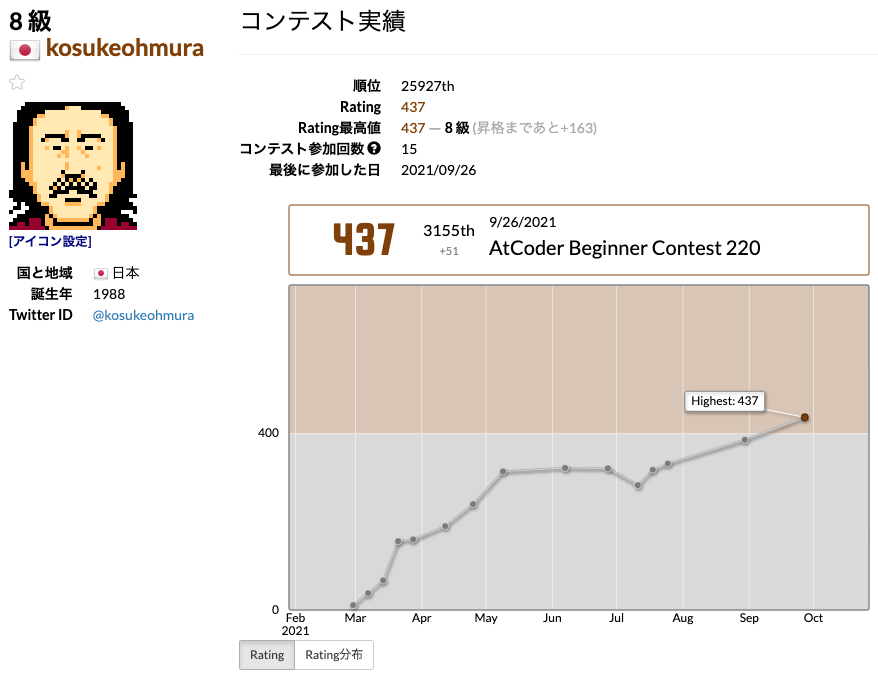 8 級
kosukeohmura
[アイコン設定]
国と地域 日本
誕生年 1988
Twitter ID @kosukeohmura
コンテスト実績
順位 25927th
Rating 437
Rating最高値 437 ― 8 級 (昇格まであと+163)
コンテスト参加回数 ? 15
最後に参加した日 2021/09/26
437
3155th
+51
9/26/2021
AtCoder Beginner Contest 220
Highest: 437
400
0
Feb Mar Apr May Jun Jul Aug Sep Oct
2021
Rating Rating分布